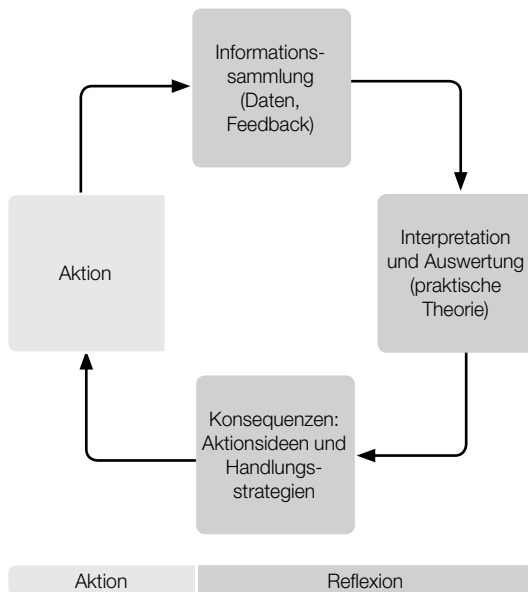 Informations-
sammlung
(Daten,
Feedback)
Interpretation
und Auswertung
(praktische
Theorie)
Aktion
Konsequenzen:
Aktionsideen und
Handlungs-
strategien
Aktion
Reflexion